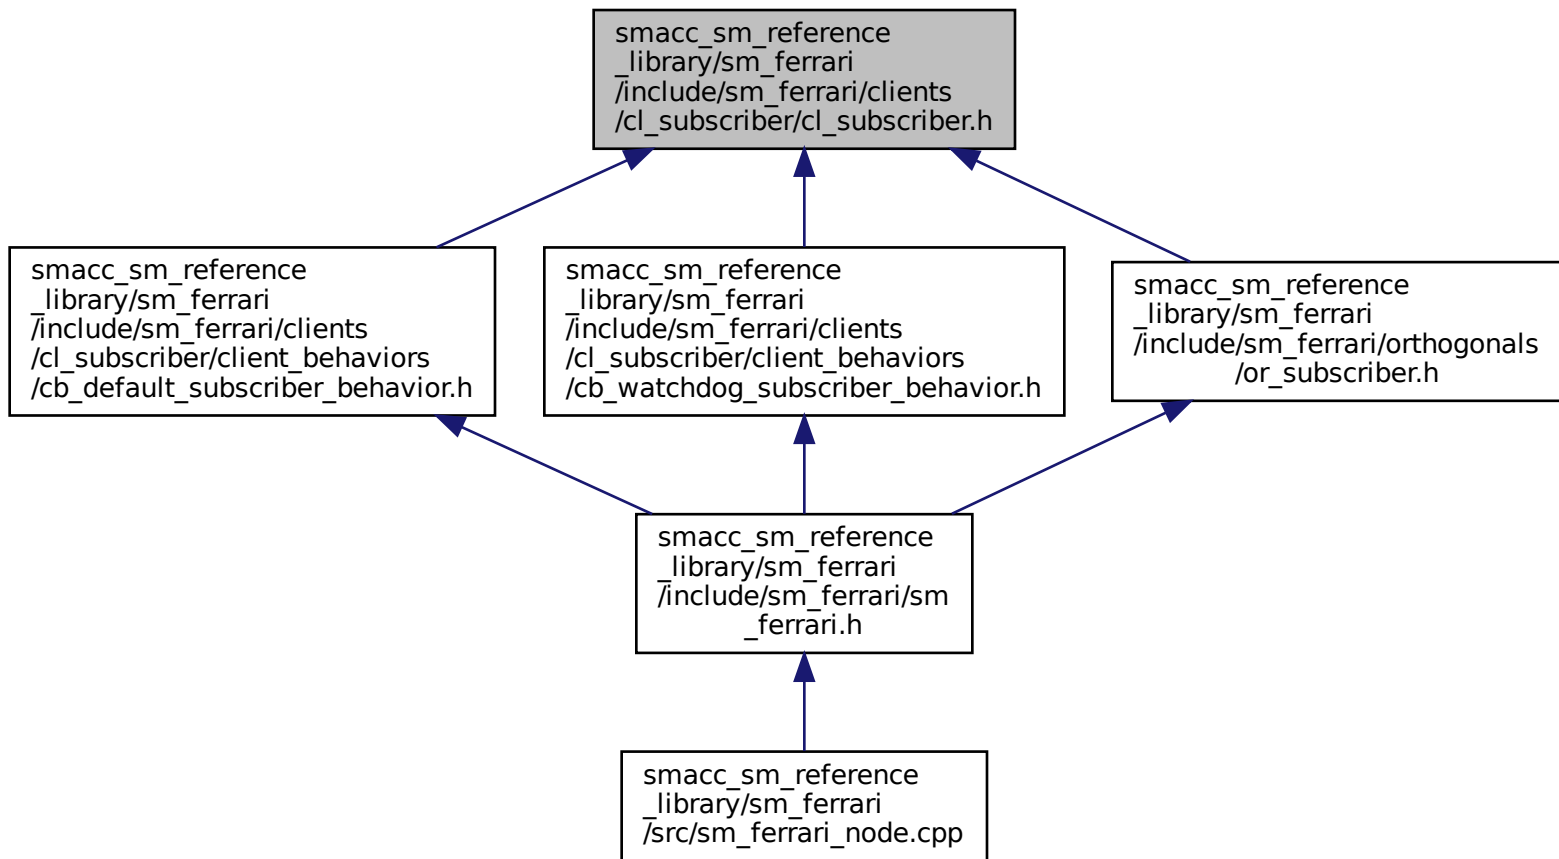 smacc_sm_reference
_library/sm_ferrari
/include/sm_ferrari/clients
/cl_subscriber/cl_subscriber.h
smacc_sm_reference
_library/sm_ferrari
/include/sm_ferrari/clients
/cl_subscriber/client_behaviors
/cb_default_subscriber_behavior.h
smacc_sm_reference
_library/sm_ferrari
/include/sm_ferrari/clients
/cl_subscriber/client_behaviors
/cb_watchdog_subscriber_behavior.h
smacc_sm_reference
_library/sm_ferrari
/include/sm_ferrari/orthogonals
/or_subscriber.h
smacc_sm_reference
_library/sm_ferrari
/include/sm_ferrari/sm
_ferrari.h
smacc_sm_reference
_library/sm_ferrari
/src/sm_ferrari_node.cpp